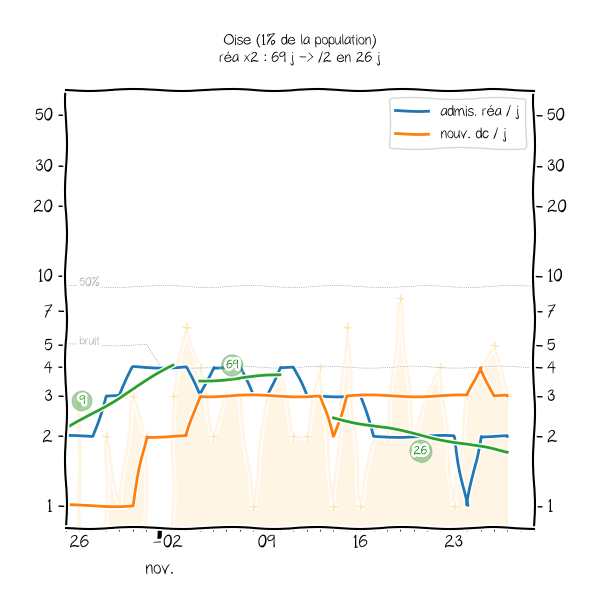 Oise (1% de la population)
réa x2 : 69 j -> /2 en 26 j
admis. réa / j
nouv. dc / j
50 50
30 30
20 20
10 10
50%
7 7
5 5
bruit
4 4
69
3 3
9
2 2
26
1 1
26 02 09 16 23
nov.